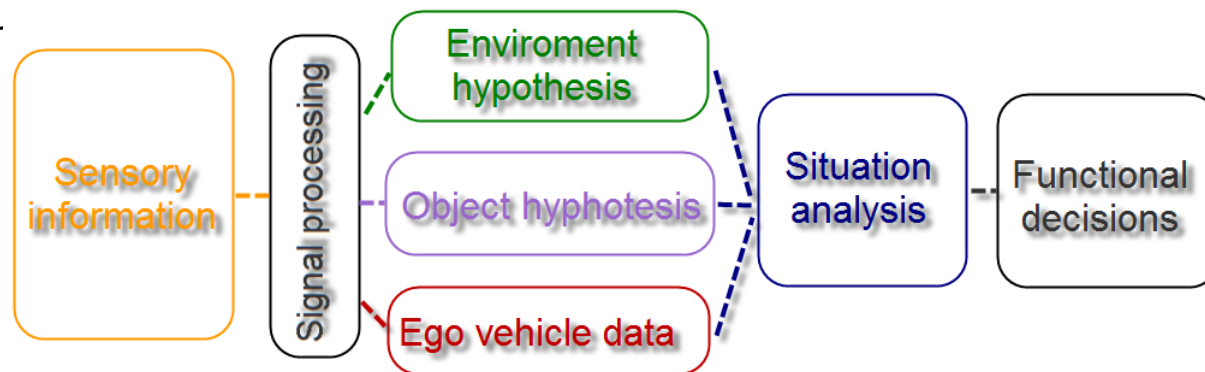 Sensory
information
Signal processing
Enviroment
hypothesis
Object hyphotesis
Ego vehicle data
Situation
analysis
Functional
decisions